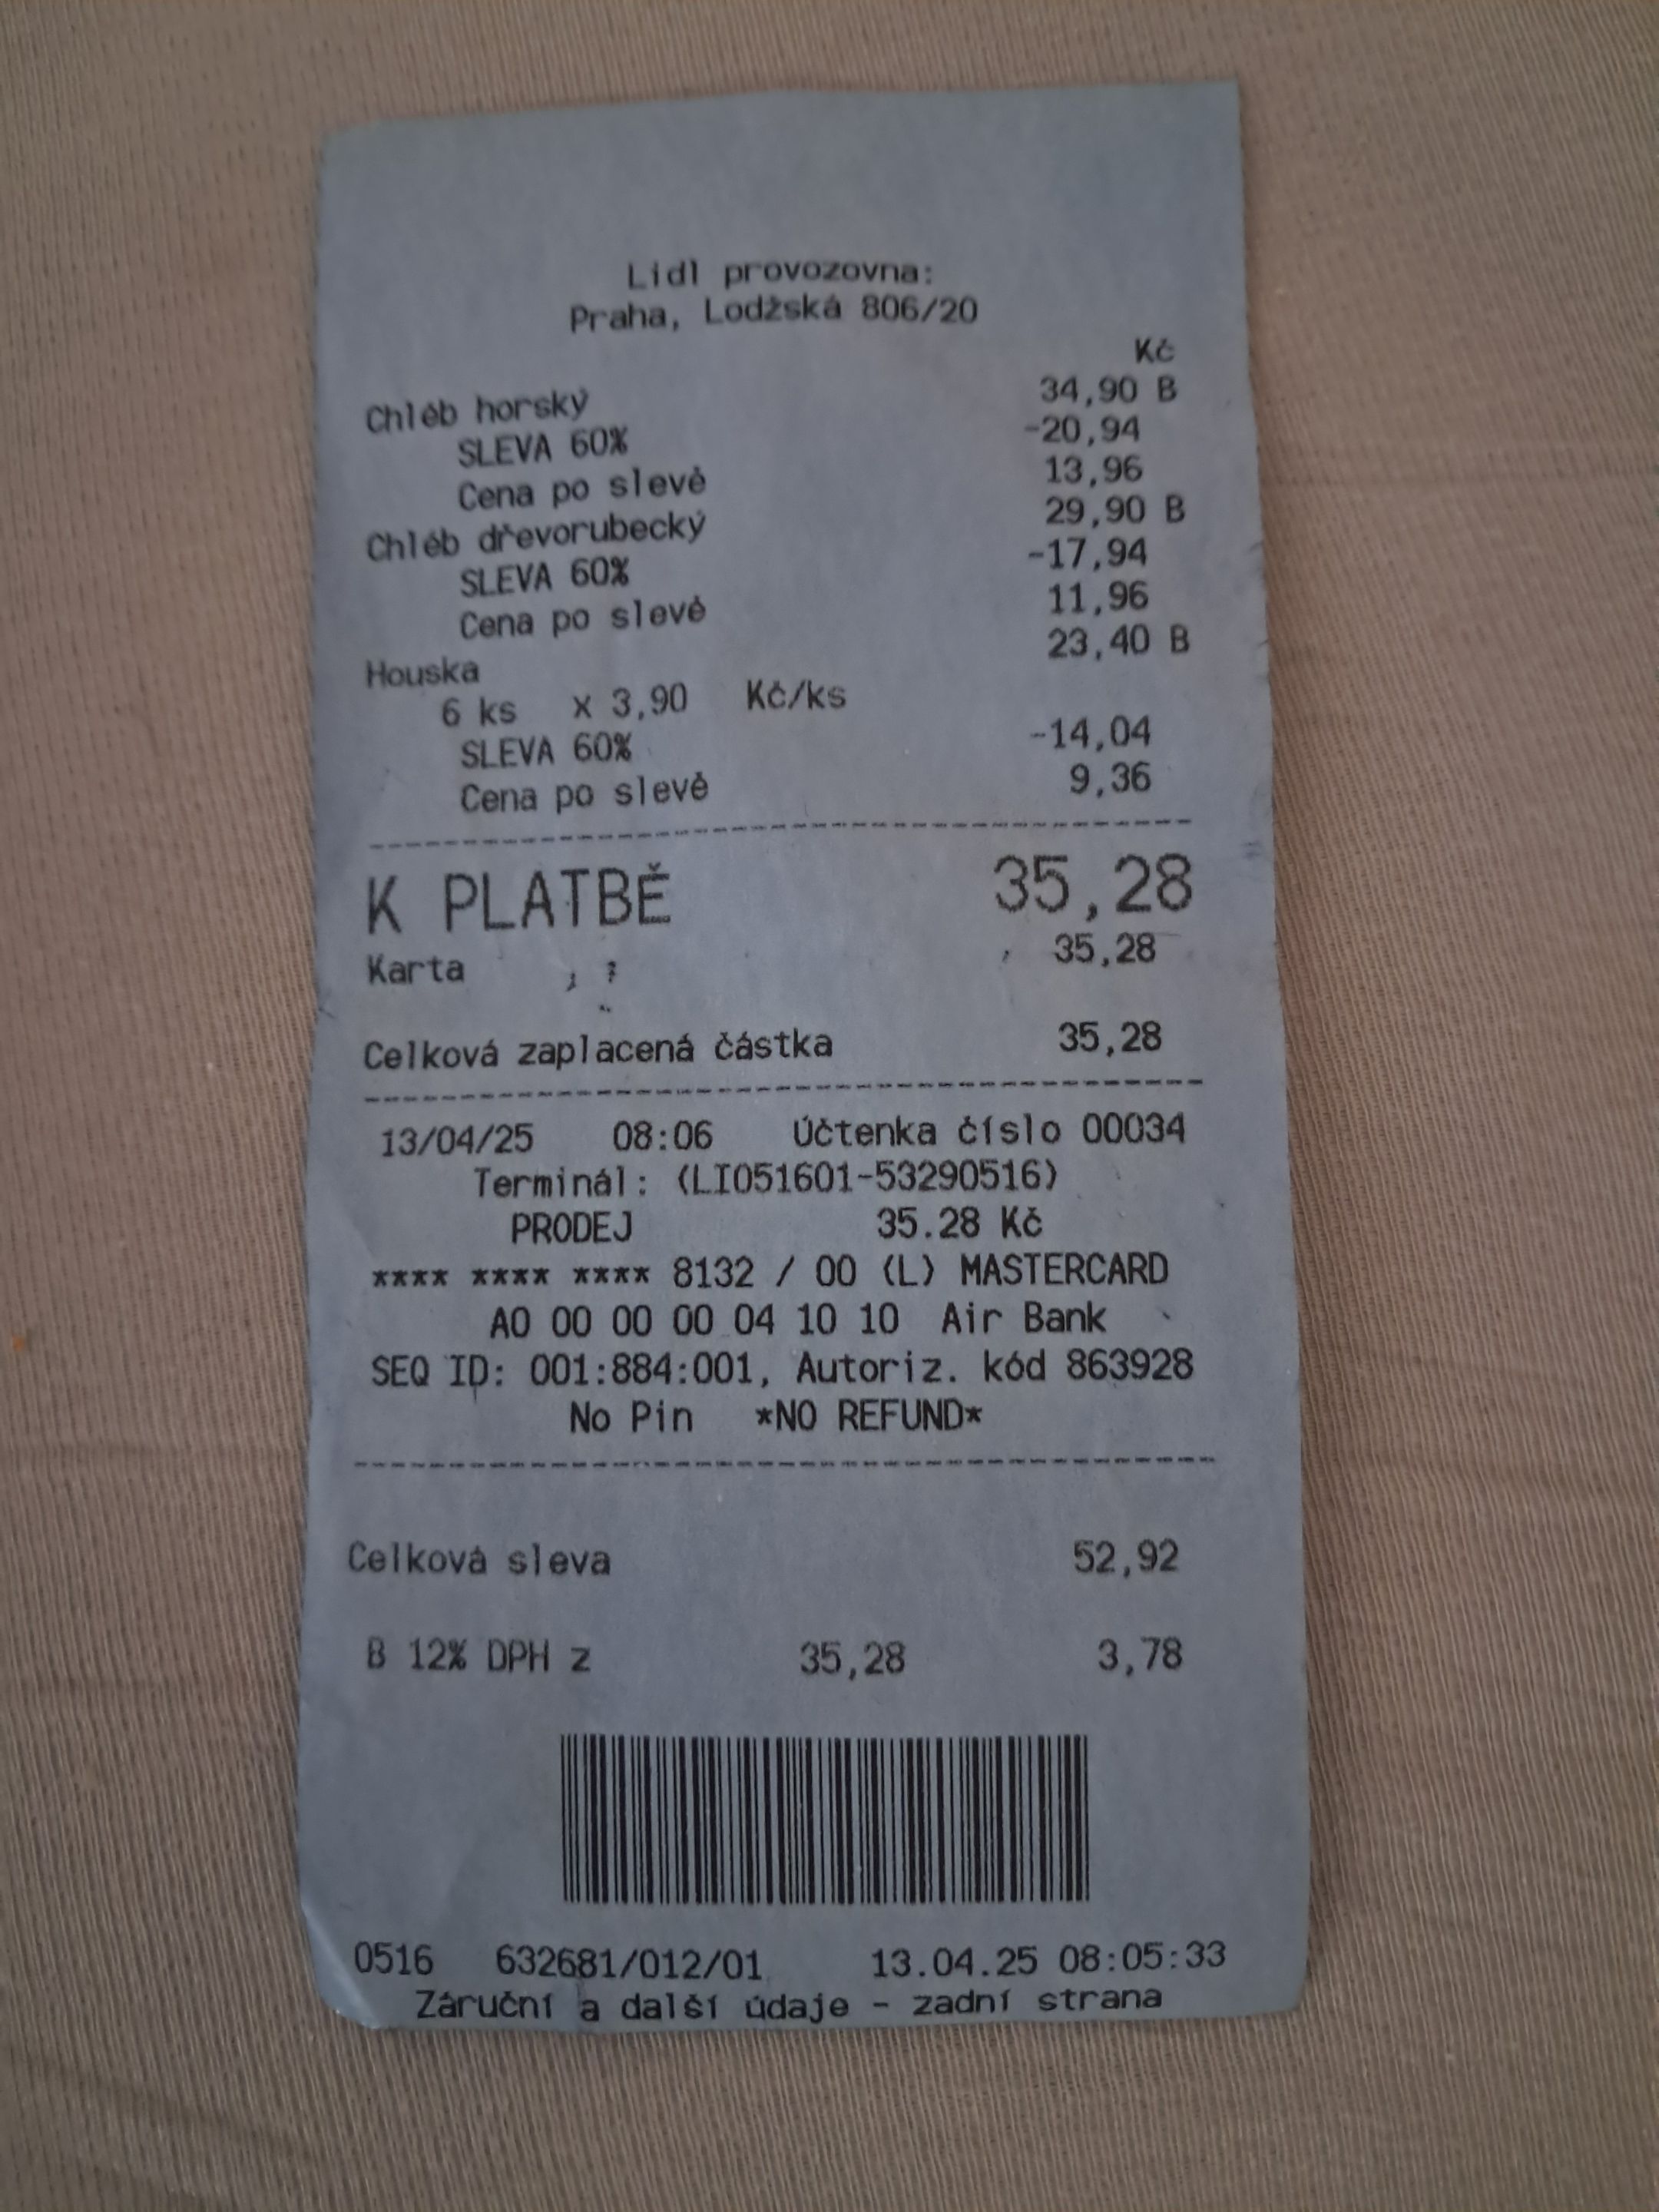 Lidl provozovna:
Praha, Lodžská 806/20
Kč
Chléb horský 34,90 B
SLEVA 60% -20,94
Cena po slevě 13,96
Chléb dřevorubecký 29,90 B
SLEVA 60% -17,94
Cena po slevě 11,96
Houska 23,40 B
6 ks x 3,90 Kč/ks
SLEVA 60% -14,04
Cena po slevě 9,36
K PLATBĚ 35,28
Karta 35,28
Celková zaplacená částka 35,28
13/04/25 08:06 Účtenka číslo 00034
Terminál: (LI051601-53290516)
PRODEJ 35.28 Kč
**** **** **** 8132 / 00 (L) MASTERCARD
A0 00 00 00 04 10 10 Air Bank
SEQ ID: 001:884:001, Autoriz. kód 863928
No Pin *NO REFUND*
Celková sleva 52,92
B 12% DPH z 35,28 3,78
0516 632681/012/01 13.04.25 08:05:33
Záruční a další údaje - zadní strana